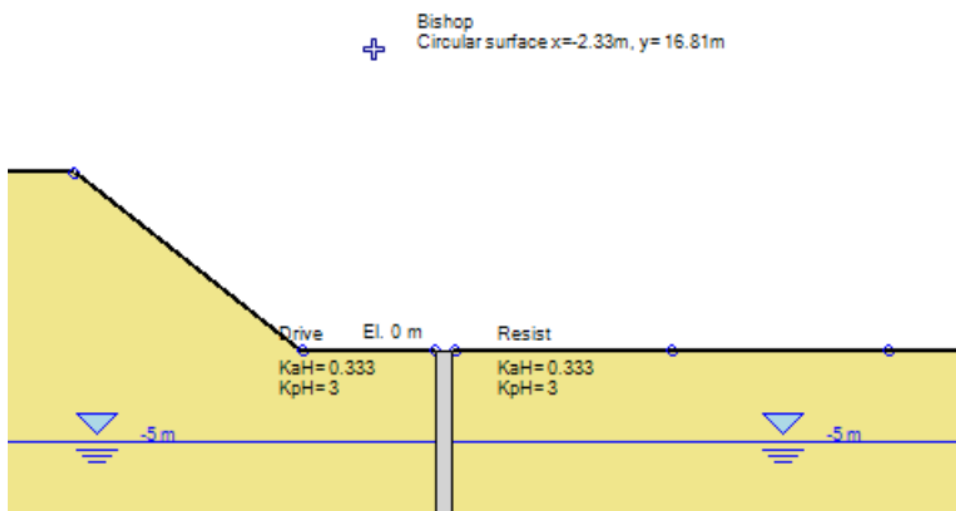 Bishop
Circular surface x=-2.33m, y= 16.81m
Drive
El. 0 m
Resist
KaH= 0.333
KpH= 3
KaH= 0.333
KpH= 3
-5 m
-5 m